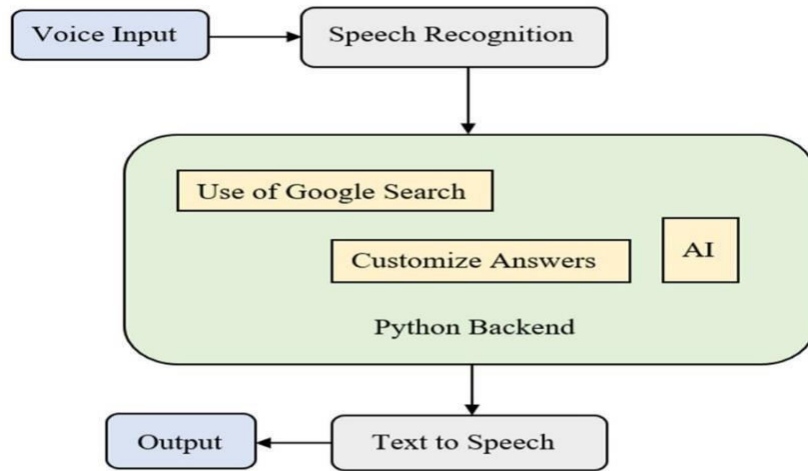 Voice Input
Speech Recognition
Use of Google Search
Customize Answers
AI
Python Backend
Output
Text to Speech